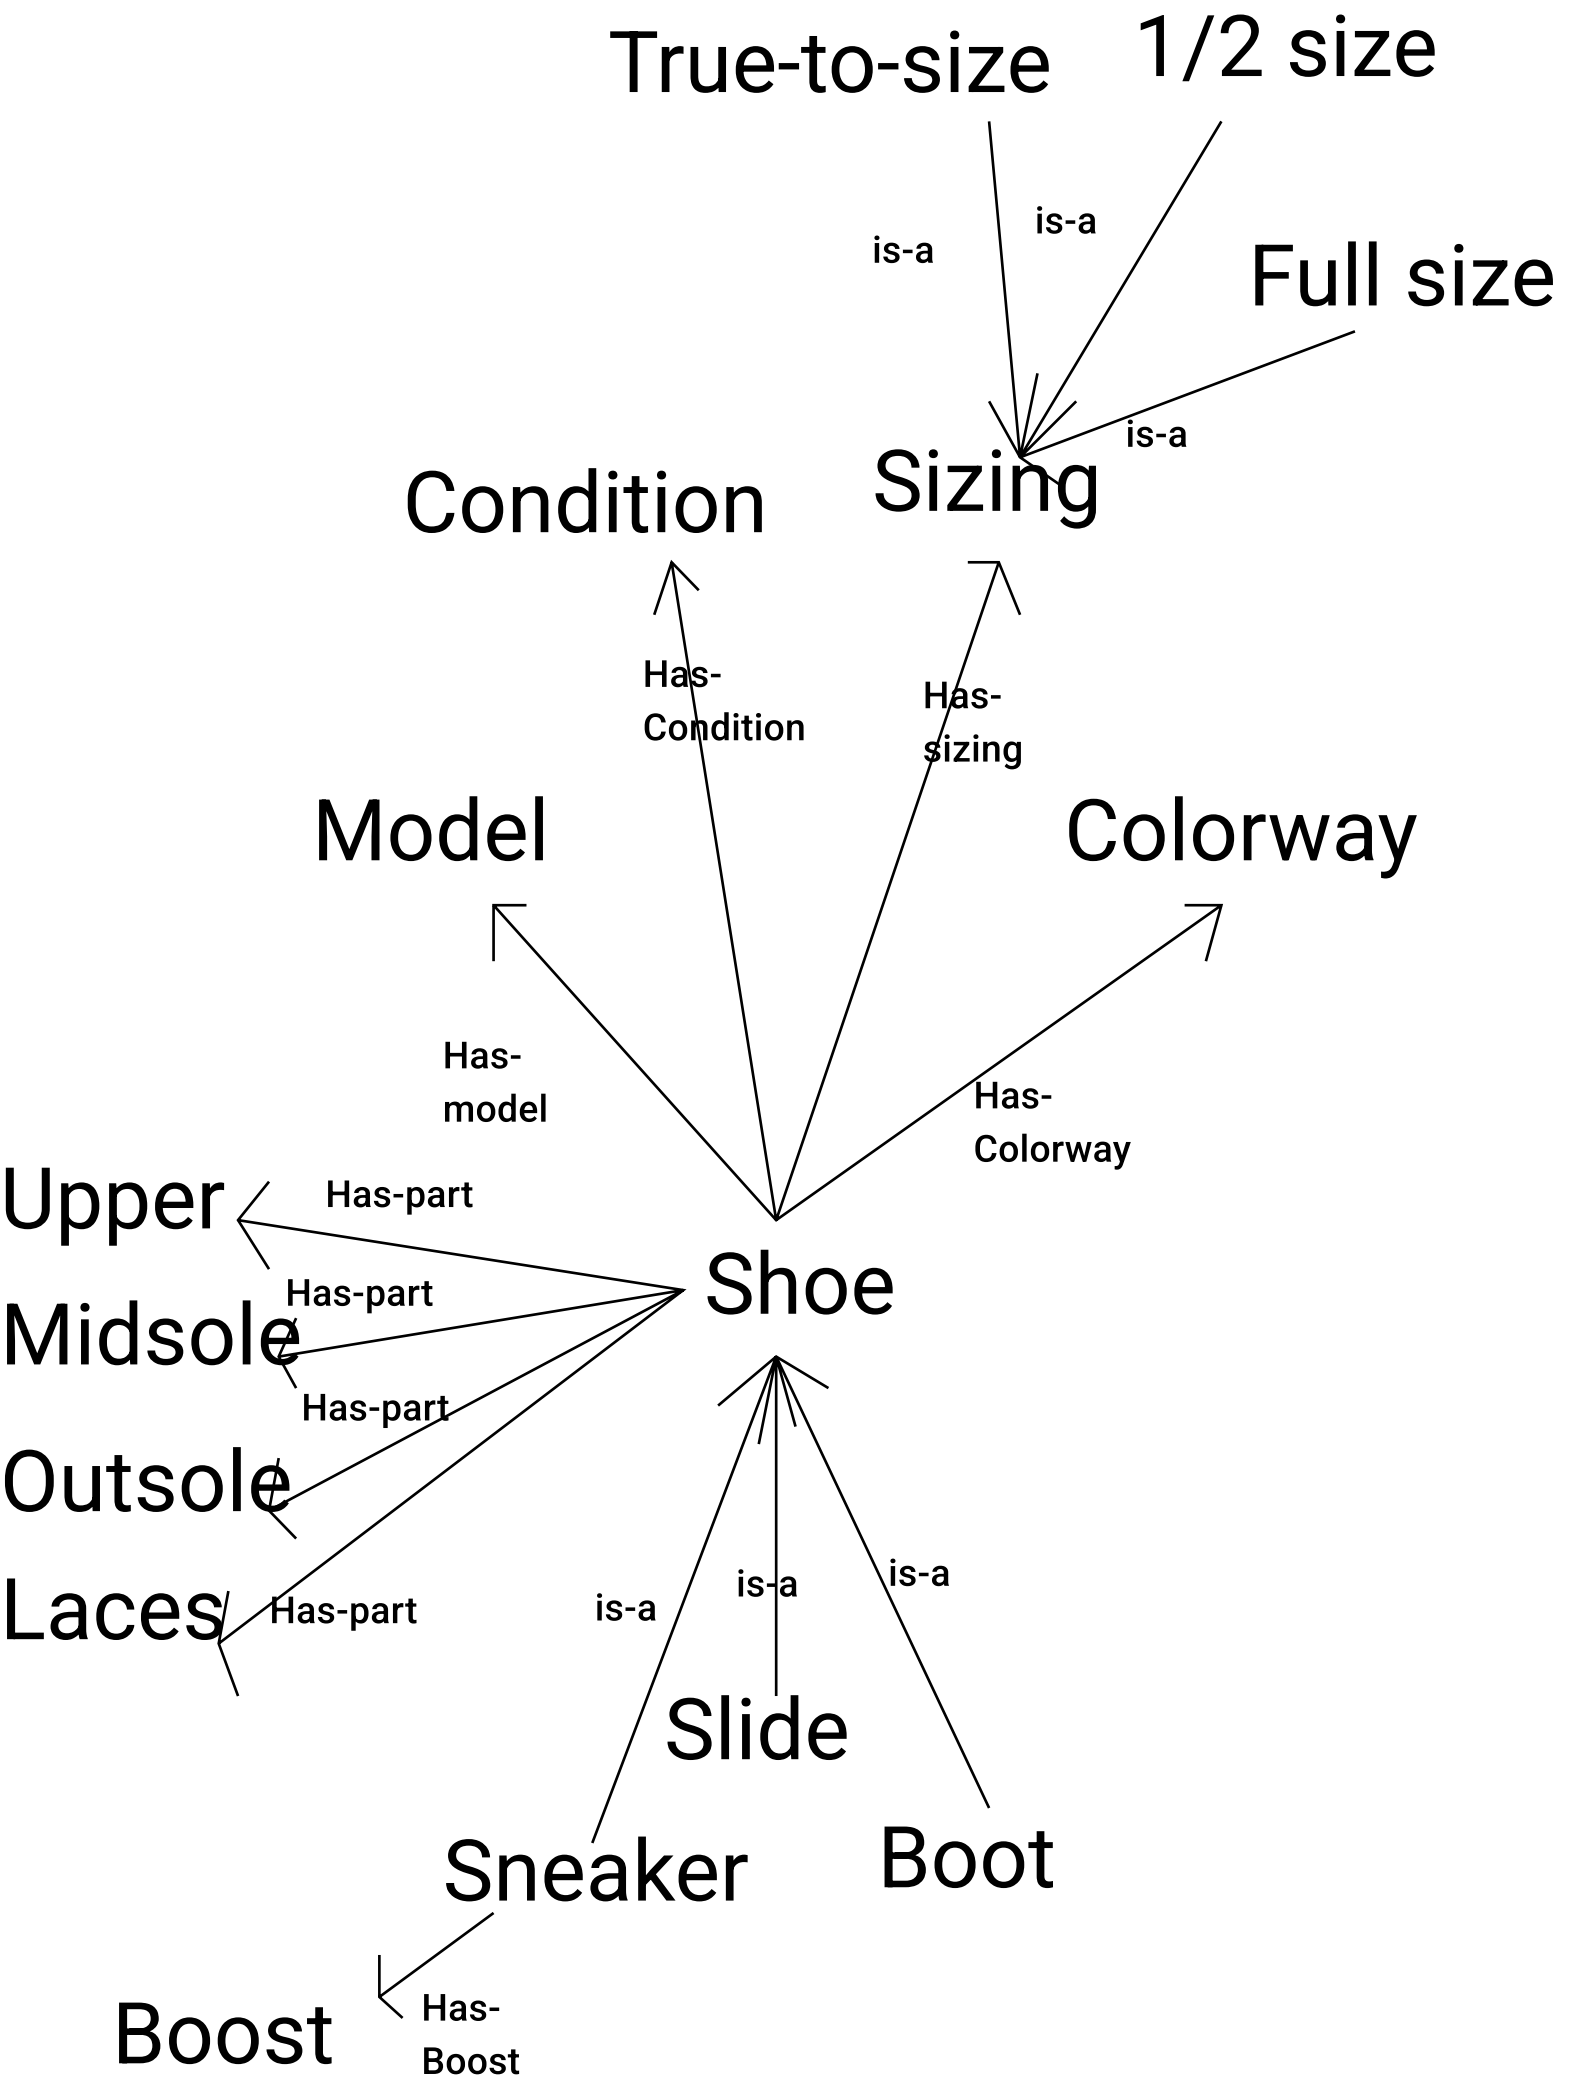 True-to-size
1/2 size
is-a
is-a
Full size
is-a
Condition
Sizing
Has-
Condition
Has-
sizing
Model
Colorway
Has-
model
Has-
Colorway
Upper
Has-part
Shoe
Midsole
Has-part
Has-part
Outsole
Laces
Has-part
is-a
is-a
is-a
Slide
Sneaker
Boot
Boost
Has-
Boost